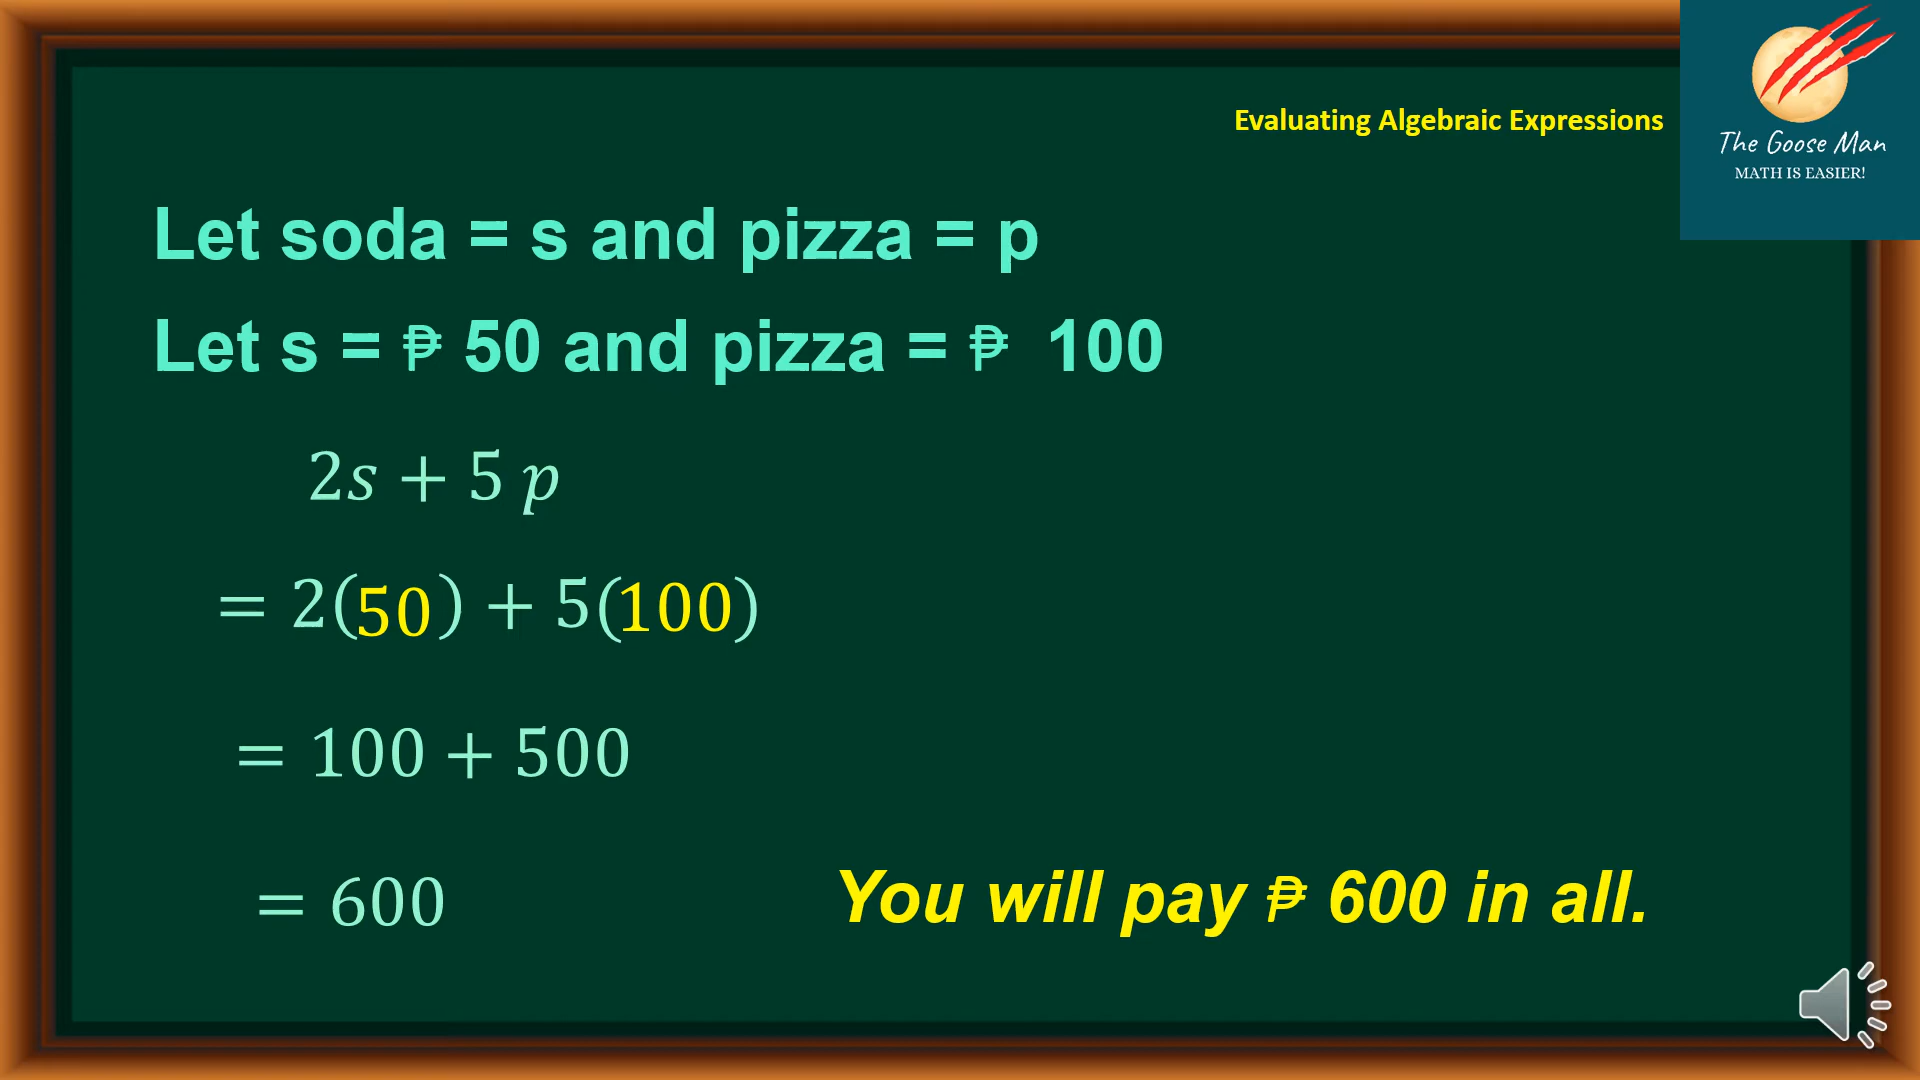 Evaluating Algebraic Expressions
The Goose Man
MATH IS EASIER!
Let soda = s and pizza = p
Let s = ₱ 50 and pizza = ₱ 100
2s + 5 p
= 2(50) + 5(100)
= 100 + 500
= 600
You will pay ₱ 600 in all.